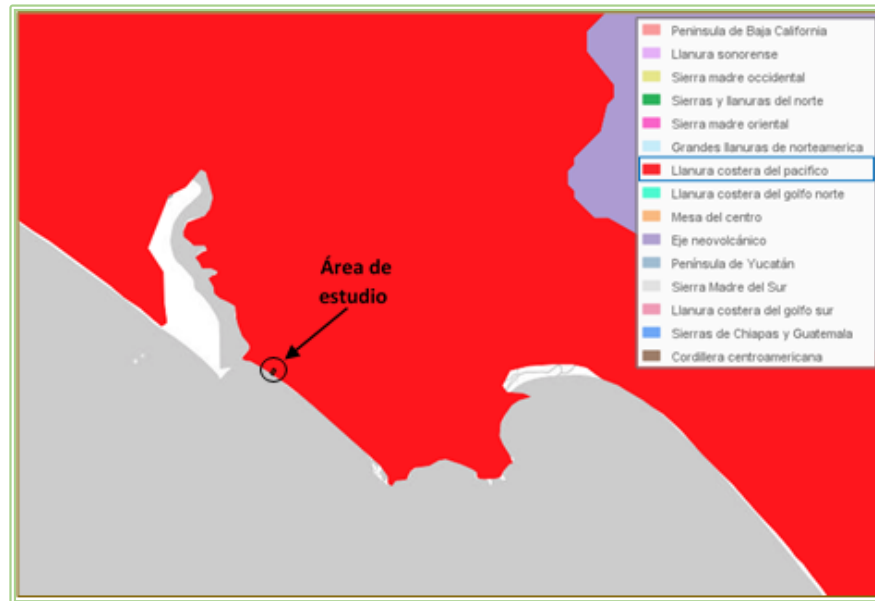 Peninsula de Baja California
Llanura sonorense
Sierra madre occidental
Sierras y llanuras del norte
Sierra madre oriental
Grandes llanuras de norteamerica
Llanura costera del pacifico
Llanura costera del golfo norte
Mesa del centro
Eje neovolcánico
Península de Yucatán
Sierra Madre del Sur
Llanura costera del golfo sur
Sierras de Chiapas y Guatemala
Cordillera centroamericana
Área de
estudio